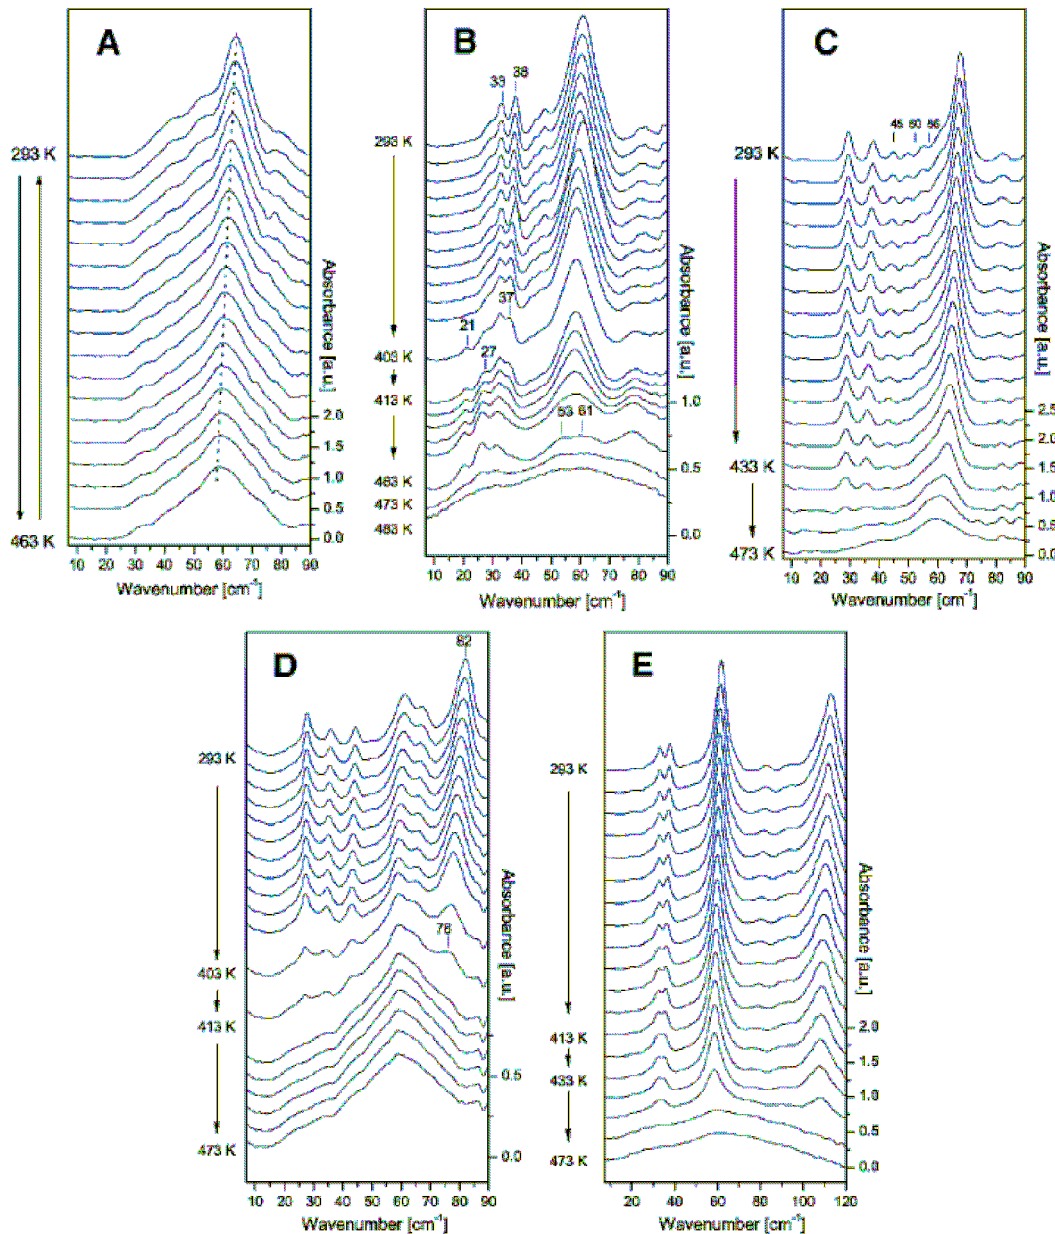 A
293 K
463 K
Absorbance [a.u.]
2.0
1.5
1.0
0.5
0.0
10 20 30 40 50 60 70 80 90
Wavenumber [cm⁻¹]
B
33
38
293 K
37
21
27
403 K
413 K
53 61
463 K
473 K
483 K
Absorbance [a.u.]
1.0
0.5
0.0
10 20 30 40 50 60 70 80 90
Wavenumber [cm⁻¹]
C
45 50 56
293 K
433 K
473 K
Absorbance [a.u.]
2.5
2.0
1.5
1.0
0.5
0.0
10 20 30 40 50 60 70 80 90
Wavenumber [cm⁻¹]
D
82
293 K
76
403 K
413 K
473 K
Absorbance [a.u.]
0.5
0.0
10 20 30 40 50 60 70 80 90
Wavenumber [cm⁻¹]
E
293 K
413 K
433 K
473 K
Absorbance [a.u.]
2.0
1.5
1.0
0.5
0.0
20 40 60 80 100 120
Wavenumber [cm⁻¹]